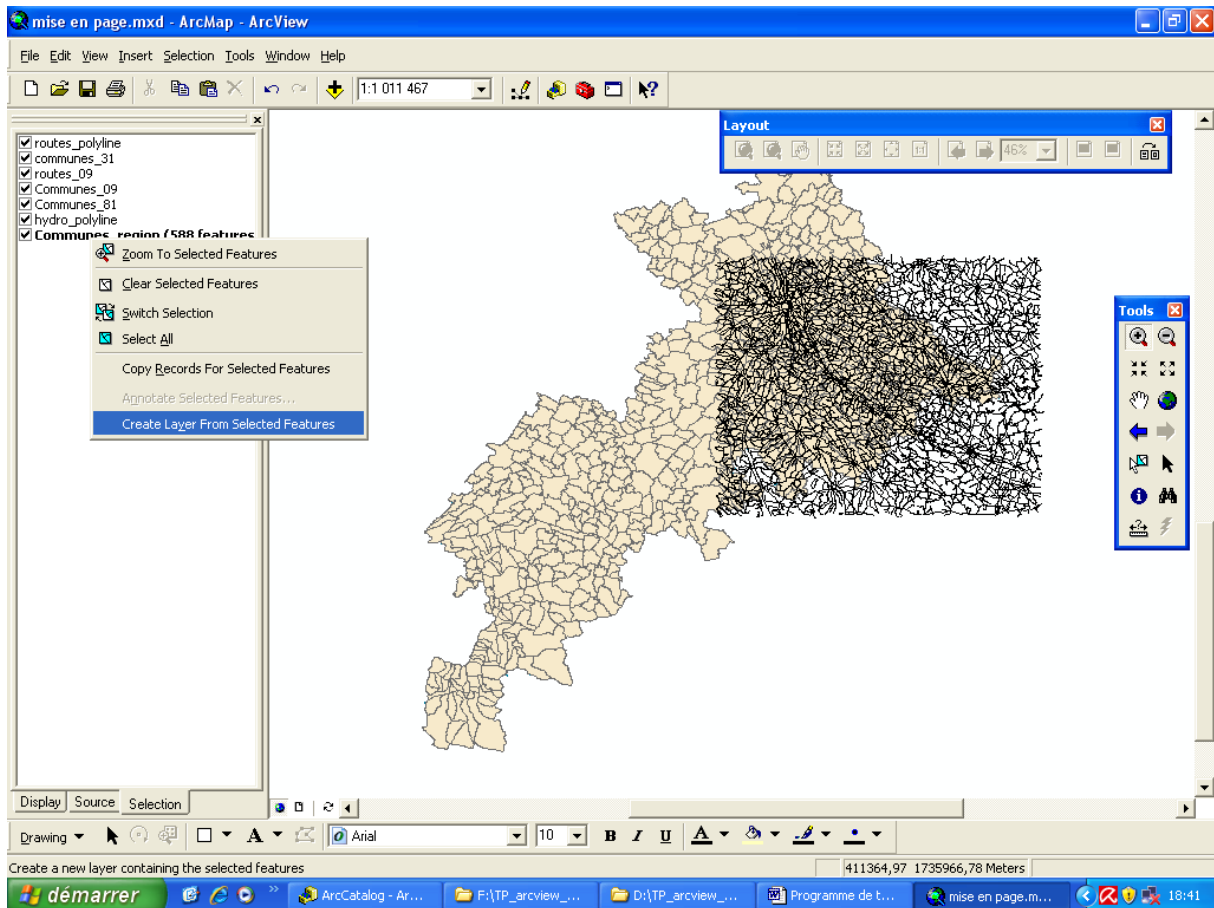 mise en page.mxd - ArcMap - ArcView
File Edit View Insert Selection Tools Window Help
1:1 011 467
Layout
46%
routes_polyline
communes_31
routes_09
Communes_09
Communes_81
hydro_polyline
Communes_region (588 features
Zoom To Selected Features
Clear Selected Features
Switch Selection
Select All
Copy Records For Selected Features
Annotate Selected Features...
Create Layer From Selected Features
Tools
Display Source Selection
Drawing A Arial 10 B I U A
Create a new layer containing the selected features
411364,97 1735966,78 Meters
démarrer
ArcCatalog - Ar...
F:\TP_arcview_...
D:\TP_arcview_...
Programme de t...
mise en page.m...
18:41